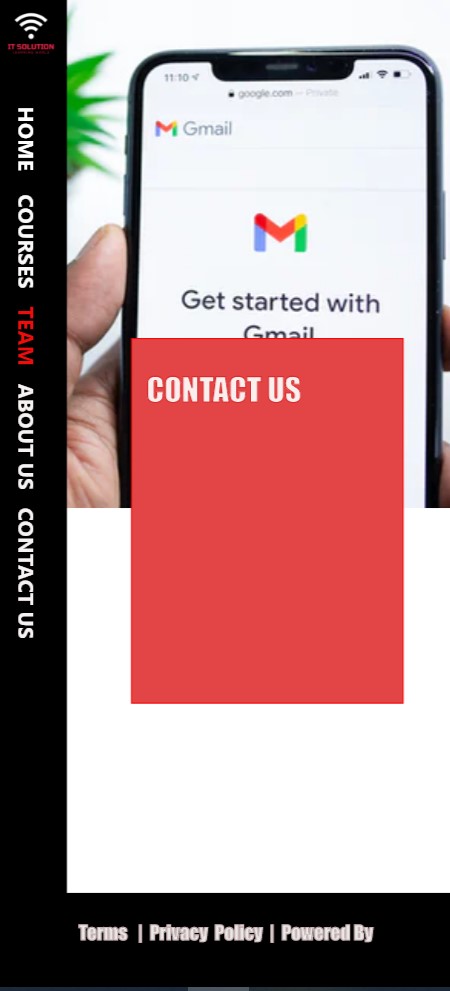 IT SOLUTION
HOME
COURSES
TEAM
ABOUT US
CONTACT US
11:10
google.com — Private
Gmail
Get started with
Gmail
CONTACT US
Terms | Privacy Policy | Powered By